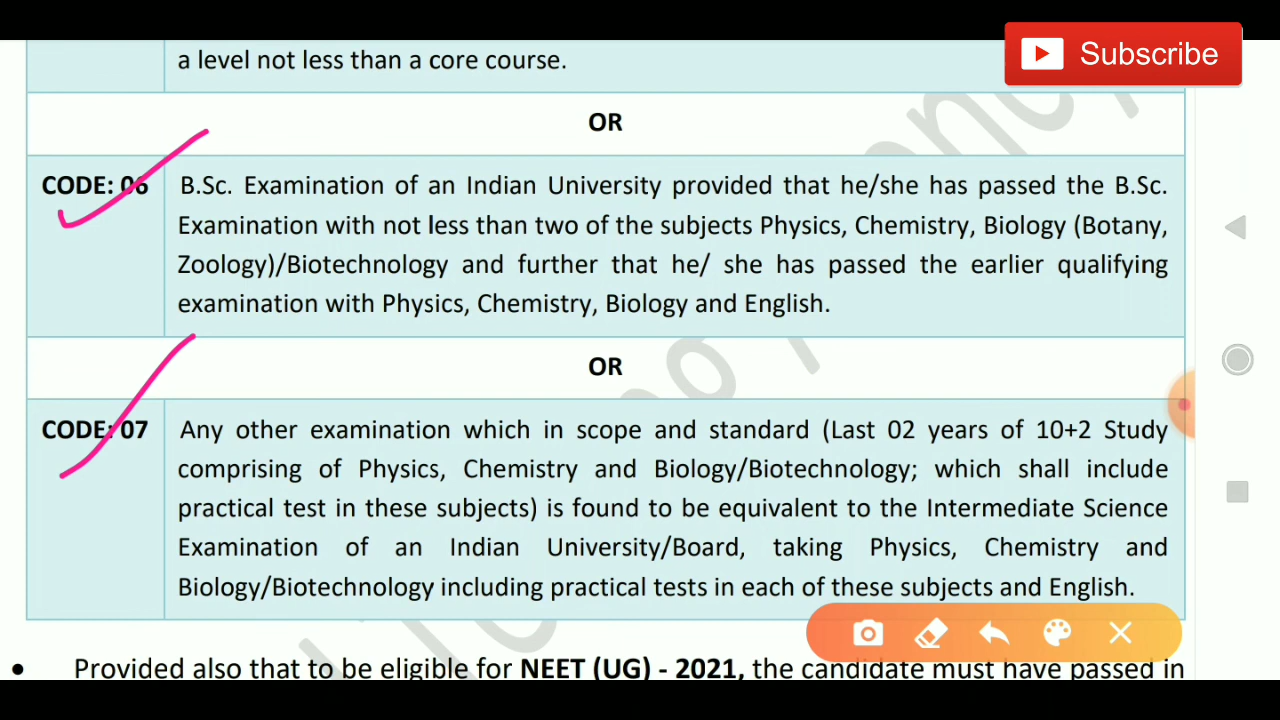 Subscribe
a level not less than a core course.
OR
CODE: 06
B.Sc. Examination of an Indian University provided that he/she has passed the B.Sc.
Examination with not less than two of the subjects Physics, Chemistry, Biology (Botany,
Zoology)/Biotechnology and further that he/ she has passed the earlier qualifying
examination with Physics, Chemistry, Biology and English.
OR
CODE: 07
Any other examination which in scope and standard (Last 02 years of 10+2 Study
comprising of Physics, Chemistry and Biology/Biotechnology; which shall include
practical test in these subjects) is found to be equivalent to the Intermediate Science
Examination of an Indian University/Board, taking Physics, Chemistry and
Biology/Biotechnology including practical tests in each of these subjects and English.
• Provided also that to be eligible for NEET (UG) - 2021, the candidate must have passed in